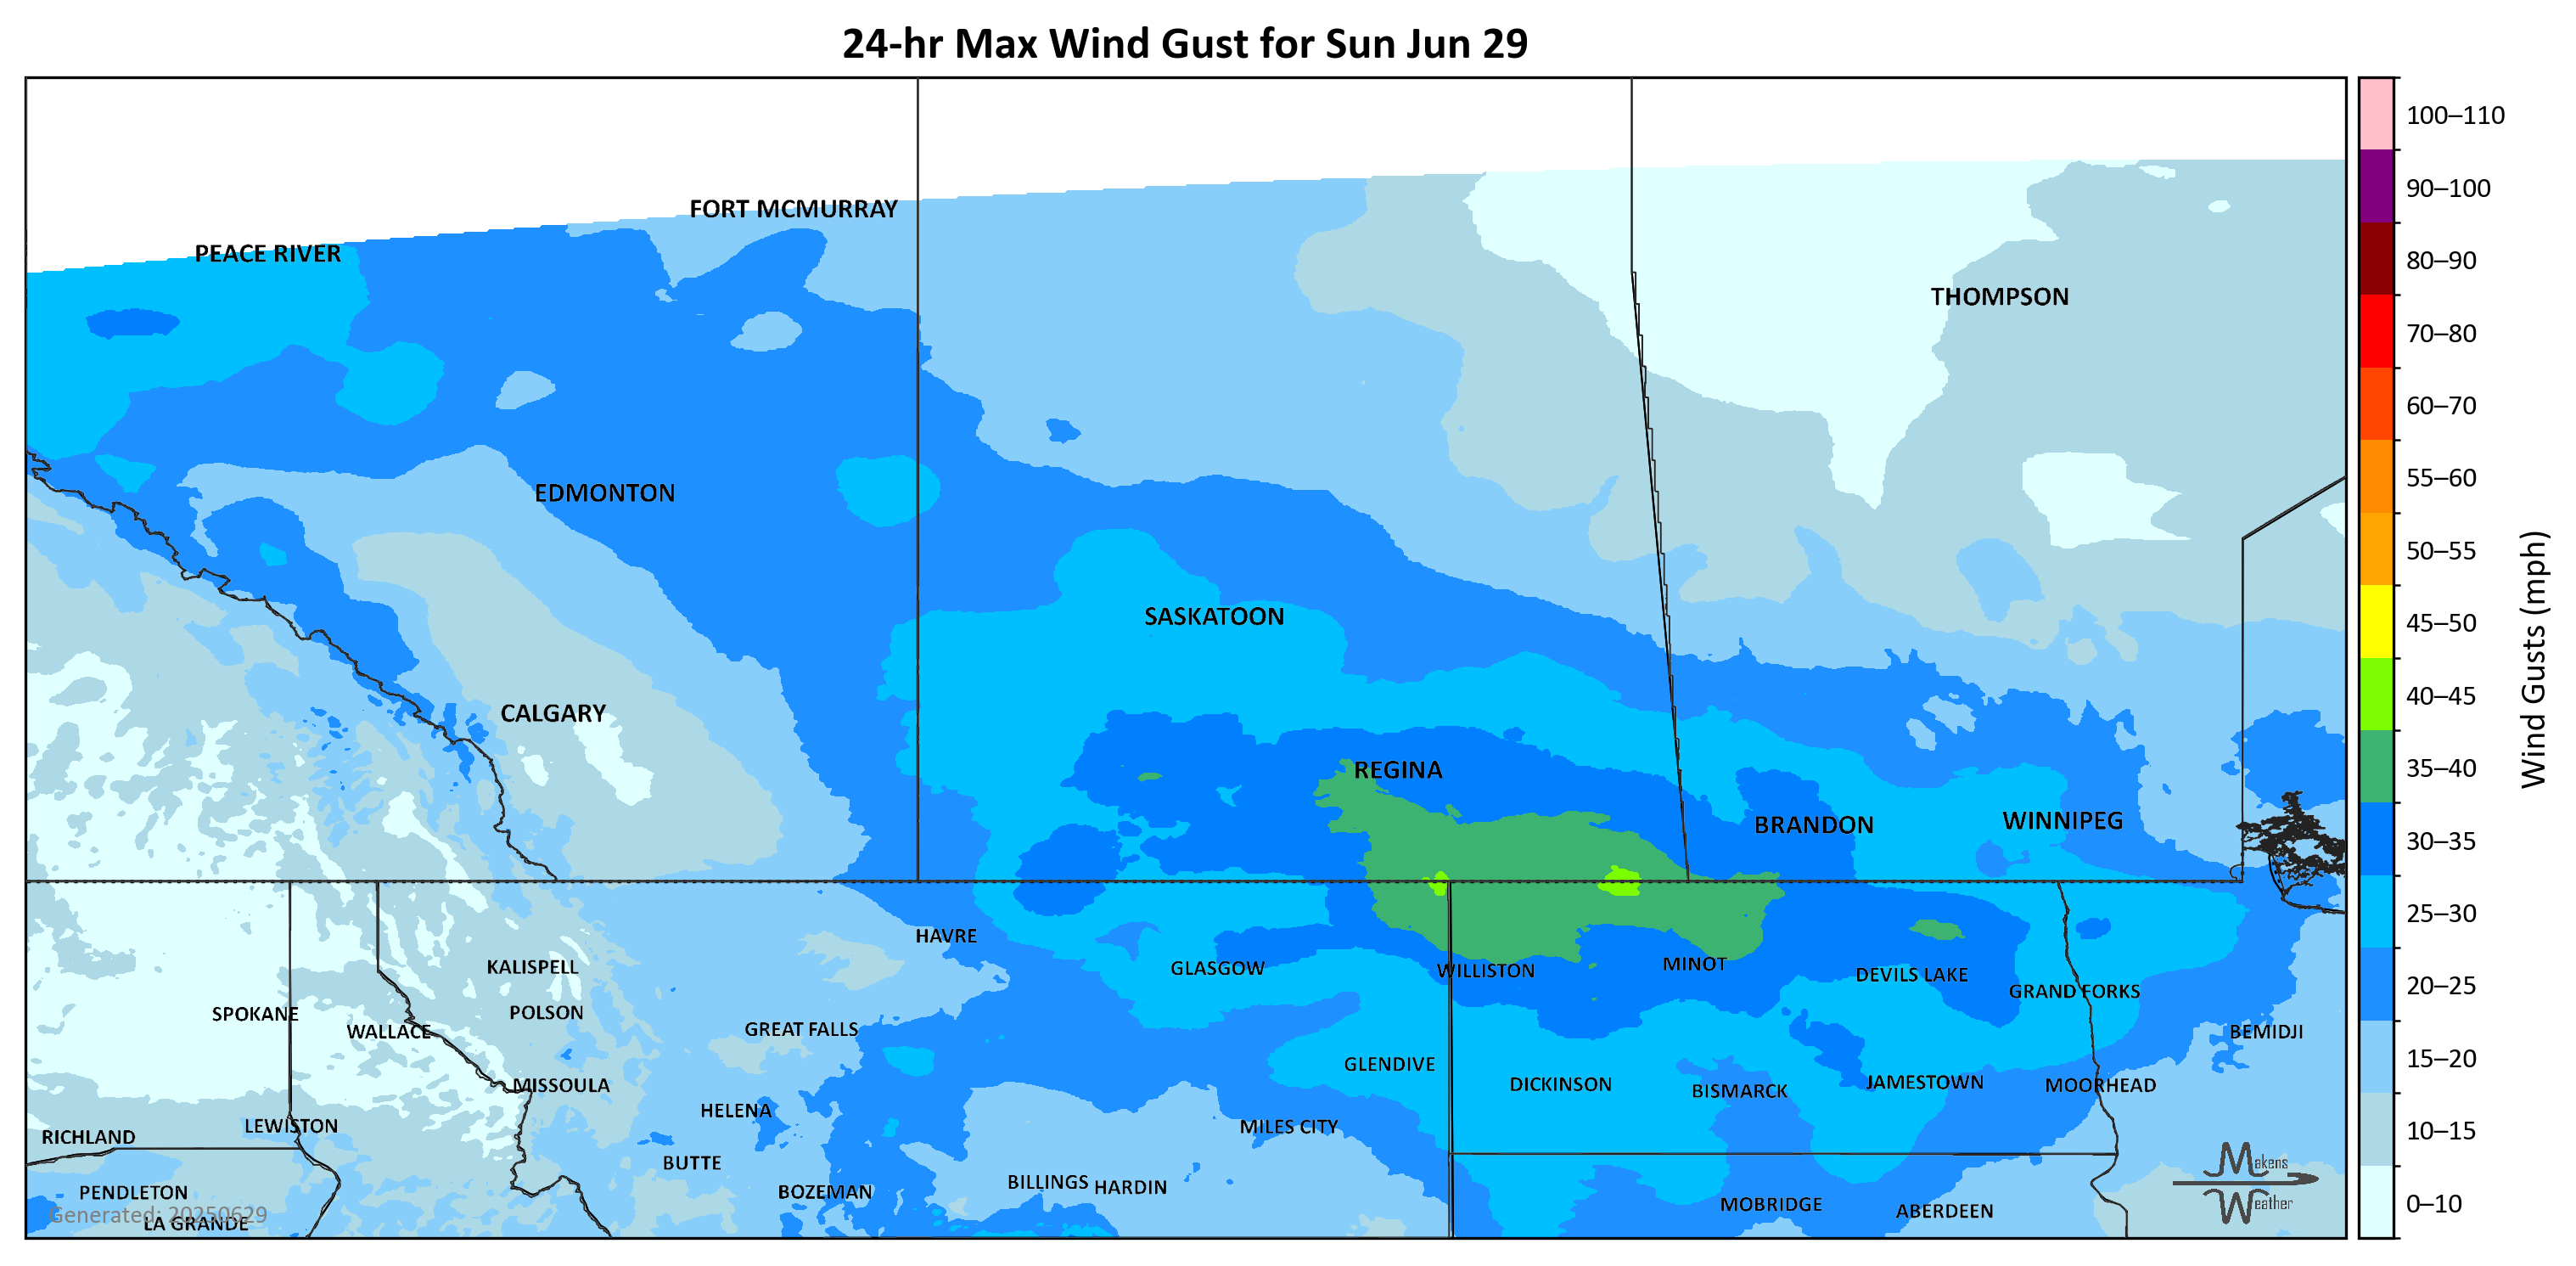 24-hr Max Wind Gust for Sun Jun 29
100–110
90–100
80–90
70–80
60–70
55–60
50–55
45–50
40–45
35–40
30–35
25–30
20–25
15–20
10–15
0–10
Wind Gusts (mph)
FORT MCMURRAY
PEACE RIVER
THOMPSON
EDMONTON
SASKATOON
CALGARY
REGINA
BRANDON
WINNIPEG
HAVRE
KALISPELL
GLASGOW
WILLISTON
MINOT
DEVILS LAKE
GRAND FORKS
SPOKANE
POLSON
WALLACE
GREAT FALLS
BEMIDJI
GLENDIVE
MISSOULA
DICKINSON
BISMARCK
JAMESTOWN
MOORHEAD
HELENA
LEWISTON
MILES CITY
RICHLAND
BUTTE
PENDLETON
BOZEMAN
BILLINGS
HARDIN
MOBRIDGE
ABERDEEN
Generated: 20250629
LA GRANDE
Makens
Weather